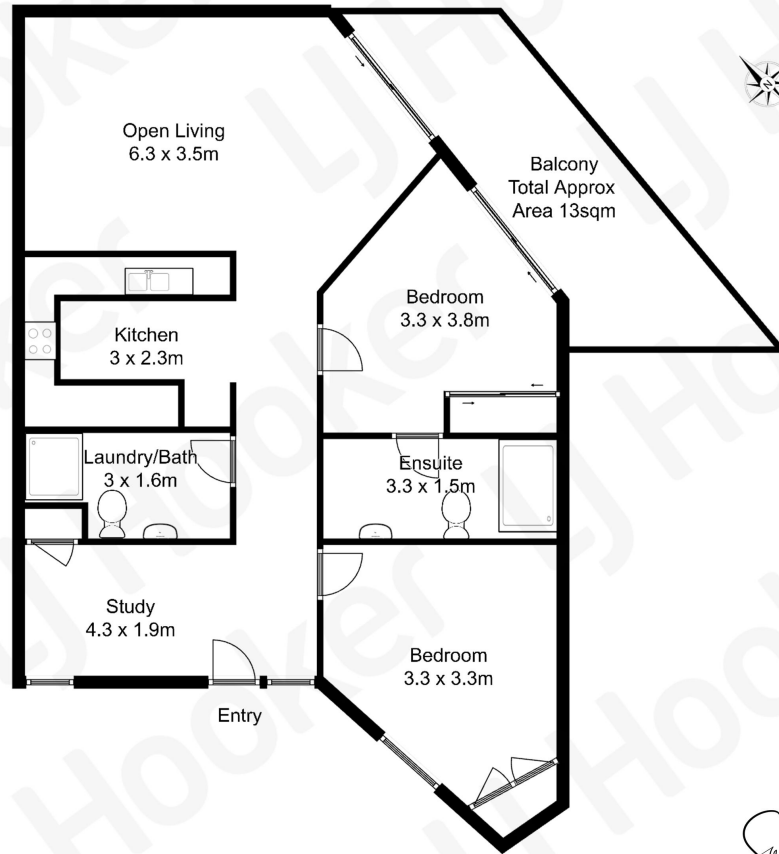 Open Living
6.3 x 3.5m
Balcony
Total Approx
Area 13sqm
N
Bedroom
3.3 x 3.8m
Kitchen
3 x 2.3m
Laundry/Bath
3 x 1.6m
Ensuite
3.3 x 1.5m
Study
4.3 x 1.9m
Bedroom
3.3 x 3.3m
Entry
LJ Hooker